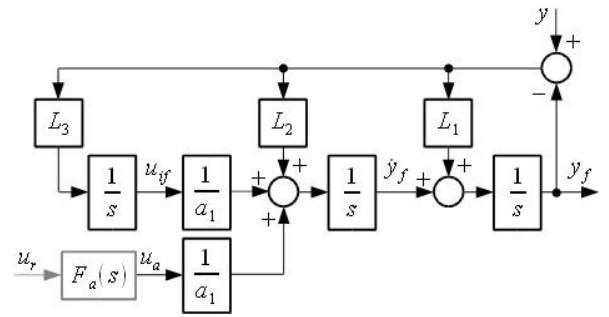 y
+
−
L₃ L₂ L₁
+ +
1/s u_if 1/a₁ + 1/s ẏ_f + 1/s y_f
+
u_r F_a(s) u_a 1/a₁